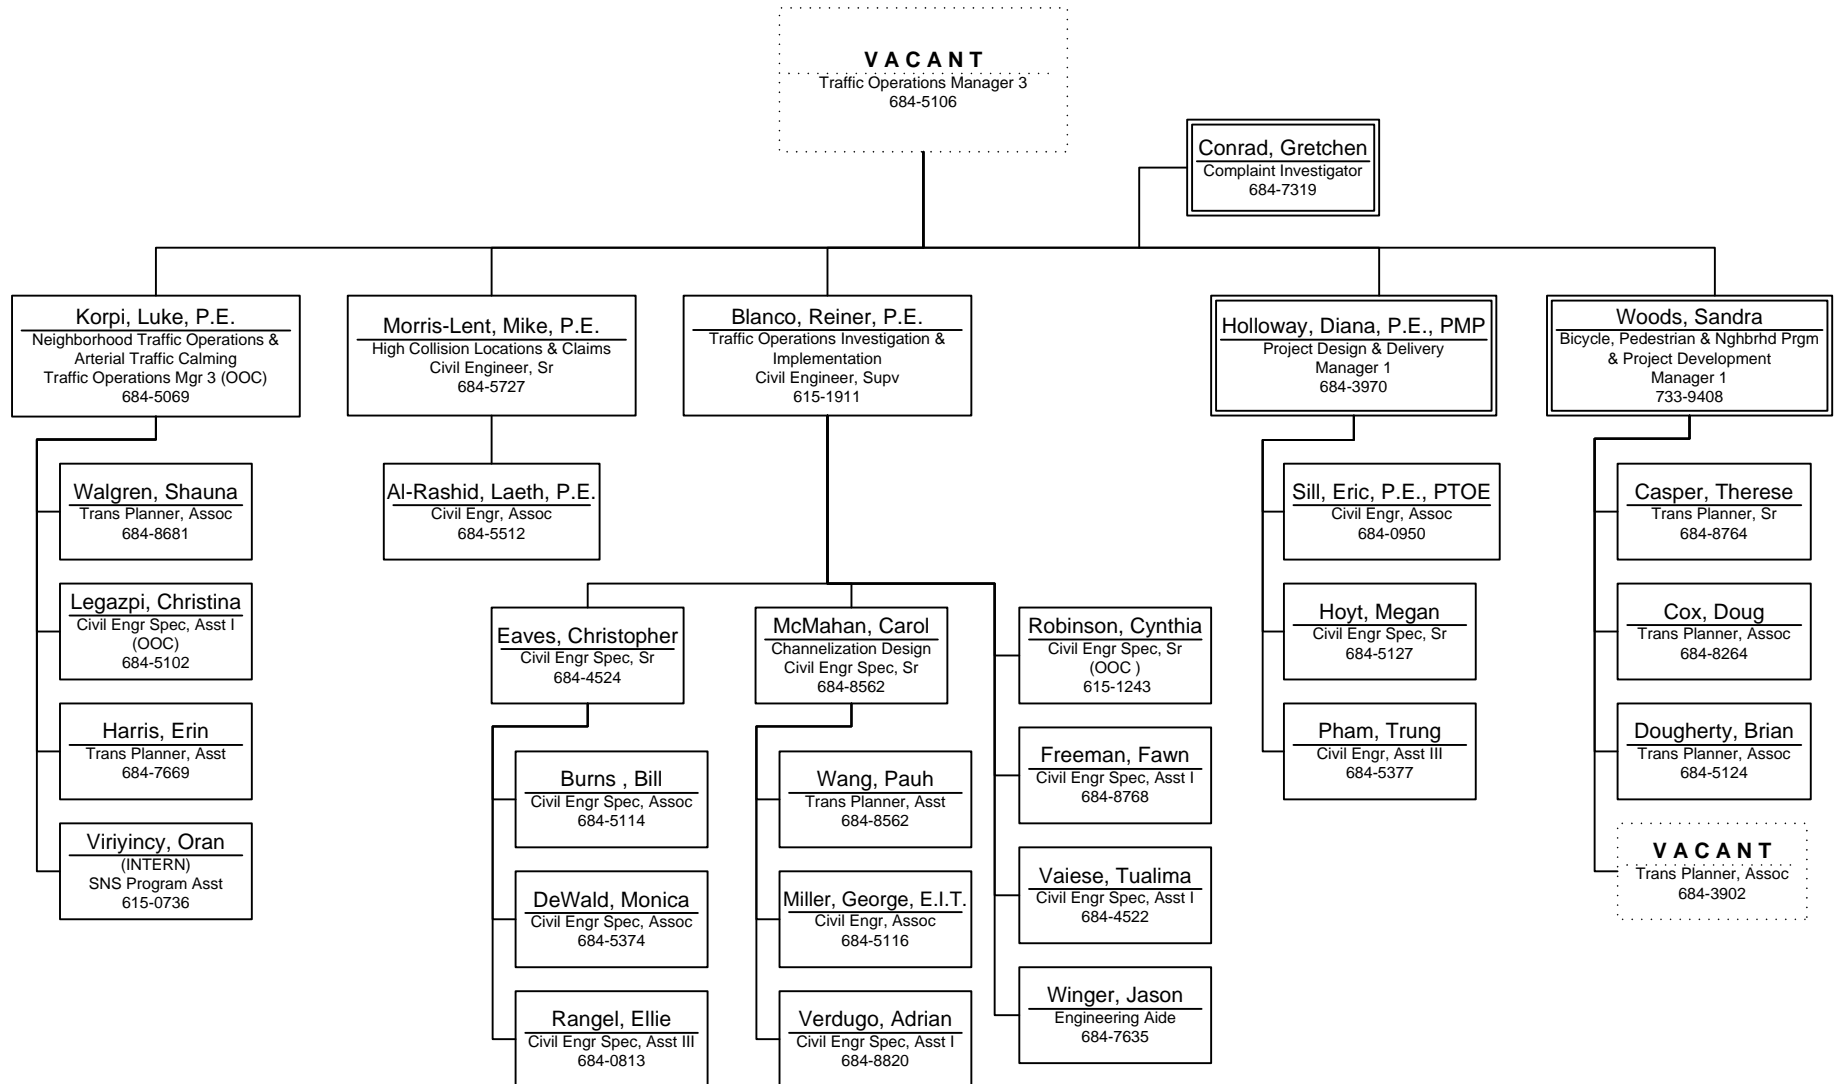 V A C A N T
Traffic Operations Manager 3
684-5106
Conrad, Gretchen
Complaint Investigator
684-7319
Korpi, Luke, P.E.
Neighborhood Traffic Operations &
Arterial Traffic Calming
Traffic Operations Mgr 3 (OOC)
684-5069
Morris-Lent, Mike, P.E.
High Collision Locations & Claims
Civil Engineer, Sr
684-5727
Blanco, Reiner, P.E.
Traffic Operations Investigation &
Implementation
Civil Engineer, Supv
615-1911
Holloway, Diana, P.E., PMP
Project Design & Delivery
Manager 1
684-3970
Woods, Sandra
Bicycle, Pedestrian & Nghbrhd Prgm
& Project Development
Manager 1
733-9408
Walgren, Shauna
Trans Planner, Assoc
684-8681
Legazpi, Christina
Civil Engr Spec, Asst I
(OOC)
684-5102
Harris, Erin
Trans Planner, Asst
684-7669
Viriyincy, Oran
(INTERN)
SNS Program Asst
615-0736
Al-Rashid, Laeth, P.E.
Civil Engr, Assoc
684-5512
Eaves, Christopher
Civil Engr Spec, Sr
684-4524
Burns , Bill
Civil Engr Spec, Assoc
684-5114
DeWald, Monica
Civil Engr Spec, Assoc
684-5374
Rangel, Ellie
Civil Engr Spec, Asst III
684-0813
McMahan, Carol
Channelization Design
Civil Engr Spec, Sr
684-8562
Wang, Pauh
Trans Planner, Asst
684-8562
Miller, George, E.I.T.
Civil Engr, Assoc
684-5116
Verdugo, Adrian
Civil Engr Spec, Asst I
684-8820
Robinson, Cynthia
Civil Engr Spec, Sr
(OOC )
615-1243
Freeman, Fawn
Civil Engr Spec, Asst I
684-8768
Vaiese, Tualima
Civil Engr Spec, Asst I
684-4522
Winger, Jason
Engineering Aide
684-7635
Sill, Eric, P.E., PTOE
Civil Engr, Assoc
684-0950
Hoyt, Megan
Civil Engr Spec, Sr
684-5127
Pham, Trung
Civil Engr, Asst III
684-5377
Casper, Therese
Trans Planner, Sr
684-8764
Cox, Doug
Trans Planner, Assoc
684-8264
Dougherty, Brian
Trans Planner, Assoc
684-5124
V A C A N T
Trans Planner, Assoc
684-3902